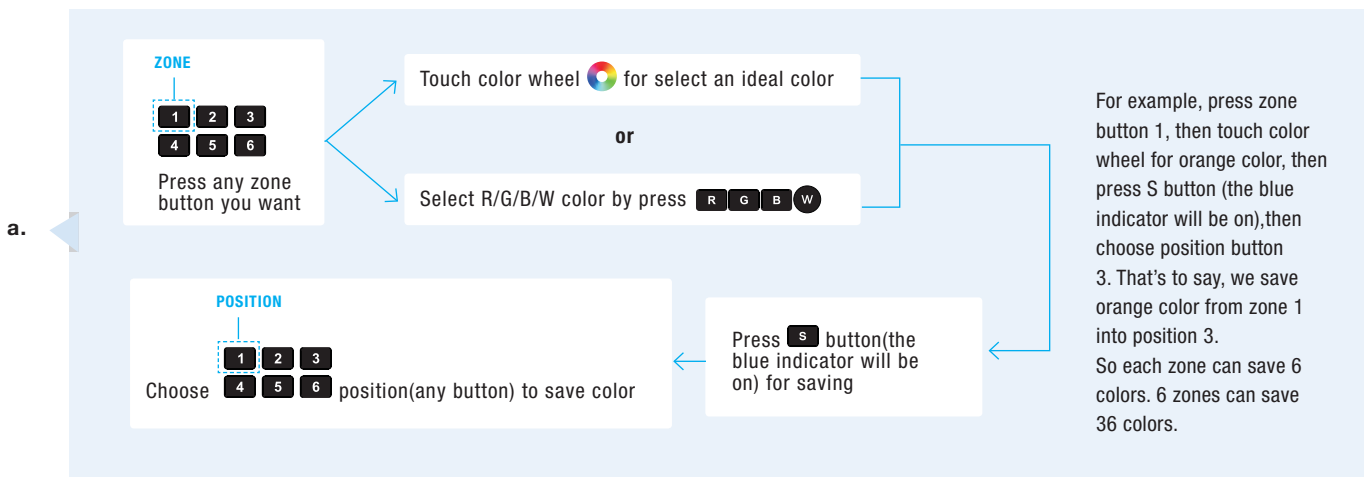 a.
ZONE
1 2 3
4 5 6
Press any zone
button you want
Touch color wheel for select an ideal color
or
Select R/G/B/W color by press R G B W
For example, press zone
button 1, then touch color
wheel for orange color, then
press S button (the blue
indicator will be on),then
choose position button
3. That's to say, we save
orange color from zone 1
into position 3.
So each zone can save 6
colors. 6 zones can save
36 colors.
Press S button(the
blue indicator will be
on) for saving
POSITION
1 2 3
Choose 4 5 6 position(any button) to save color